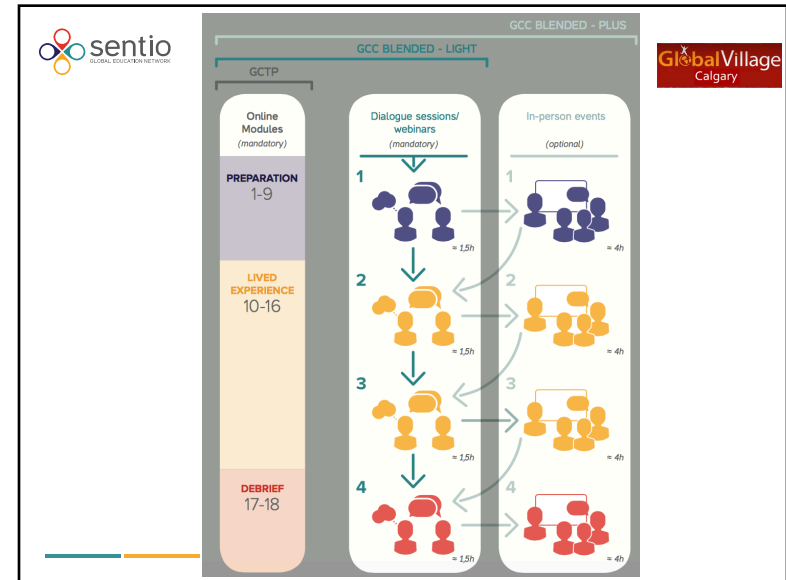 sentio
GLOBAL EDUCATION NETWORK
GlobalVillage
Calgary
GCC BLENDED - PLUS
GCC BLENDED - LIGHT
GCTP
Online
Modules
(mandatory)
Dialogue sessions/
webinars
(mandatory)
In-person events
(optional)
PREPARATION
1-9
1
≈ 1,5h
1
≈ 4h
LIVED
EXPERIENCE
10-16
2
≈ 1,5h
2
≈ 4h
3
≈ 1,5h
3
≈ 4h
DEBRIEF
17-18
4
≈ 1,5h
4
≈ 4h